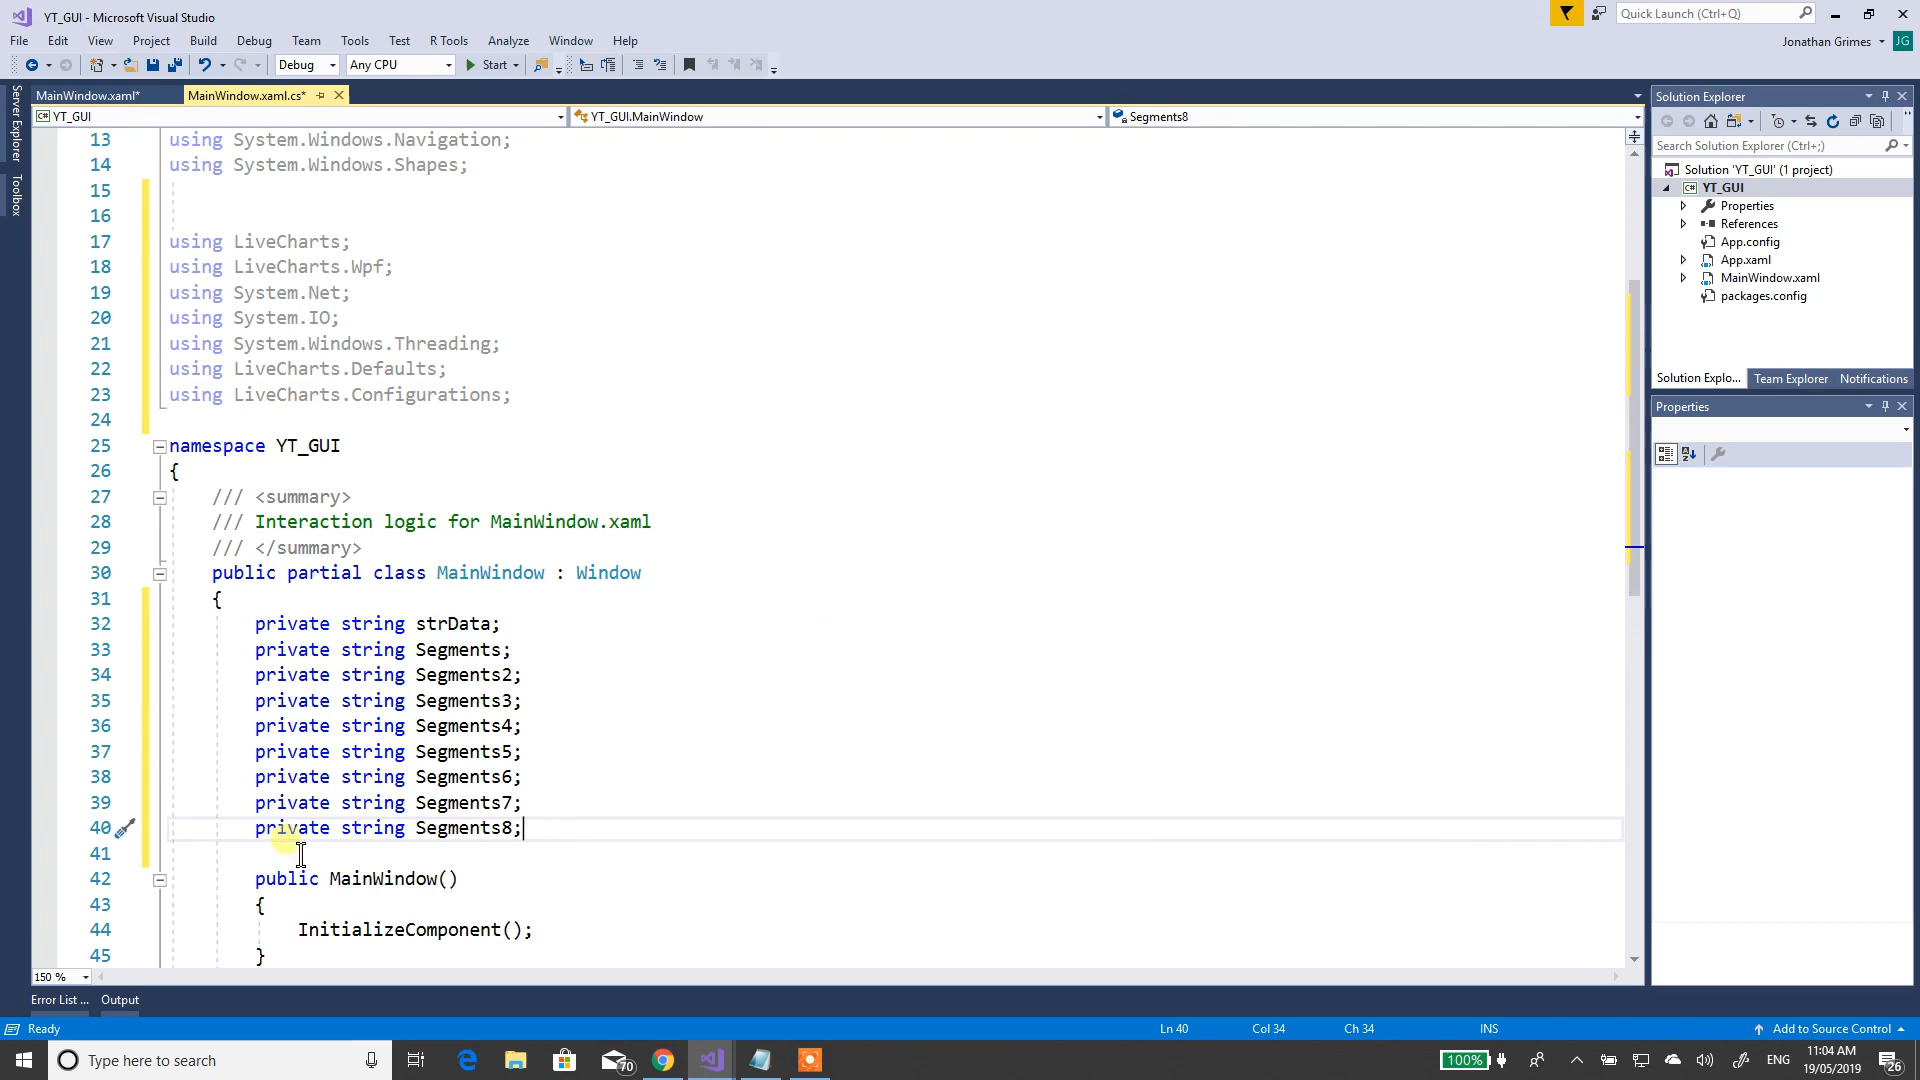 YT_GUI - Microsoft Visual Studio
Quick Launch (Ctrl+Q)
File Edit View Project Build Debug Team Tools Test R Tools Analyze Window Help
Jonathan Grimes JG
Debug Any CPU Start
Server Explorer
Toolbox
MainWindow.xaml* MainWindow.xaml.cs*
C# YT_GUI YT_GUI.MainWindow Segments8
13 using System.Windows.Navigation;
14 using System.Windows.Shapes;
15
16
17 using LiveCharts;
18 using LiveCharts.Wpf;
19 using System.Net;
20 using System.IO;
21 using System.Windows.Threading;
22 using LiveCharts.Defaults;
23 using LiveCharts.Configurations;
24
25 namespace YT_GUI
26 {
27 /// <summary>
28 /// Interaction logic for MainWindow.xaml
29 /// </summary>
30 public partial class MainWindow : Window
31 {
32 private string strData;
33 private string Segments;
34 private string Segments2;
35 private string Segments3;
36 private string Segments4;
37 private string Segments5;
38 private string Segments6;
39 private string Segments7;
40 private string Segments8;
41
42 public MainWindow()
43 {
44 InitializeComponent();
45 }
150 %
Solution Explorer
Search Solution Explorer (Ctrl+;)
Solution 'YT_GUI' (1 project)
C# YT_GUI
Properties
References
App.config
App.xaml
MainWindow.xaml
packages.config
Solution Explo... Team Explorer Notifications
Properties
Error List ... Output
Ready Ln 40 Col 34 Ch 34 INS Add to Source Control
Type here to search
70
100%
ENG
11:04 AM
19/05/2019
26